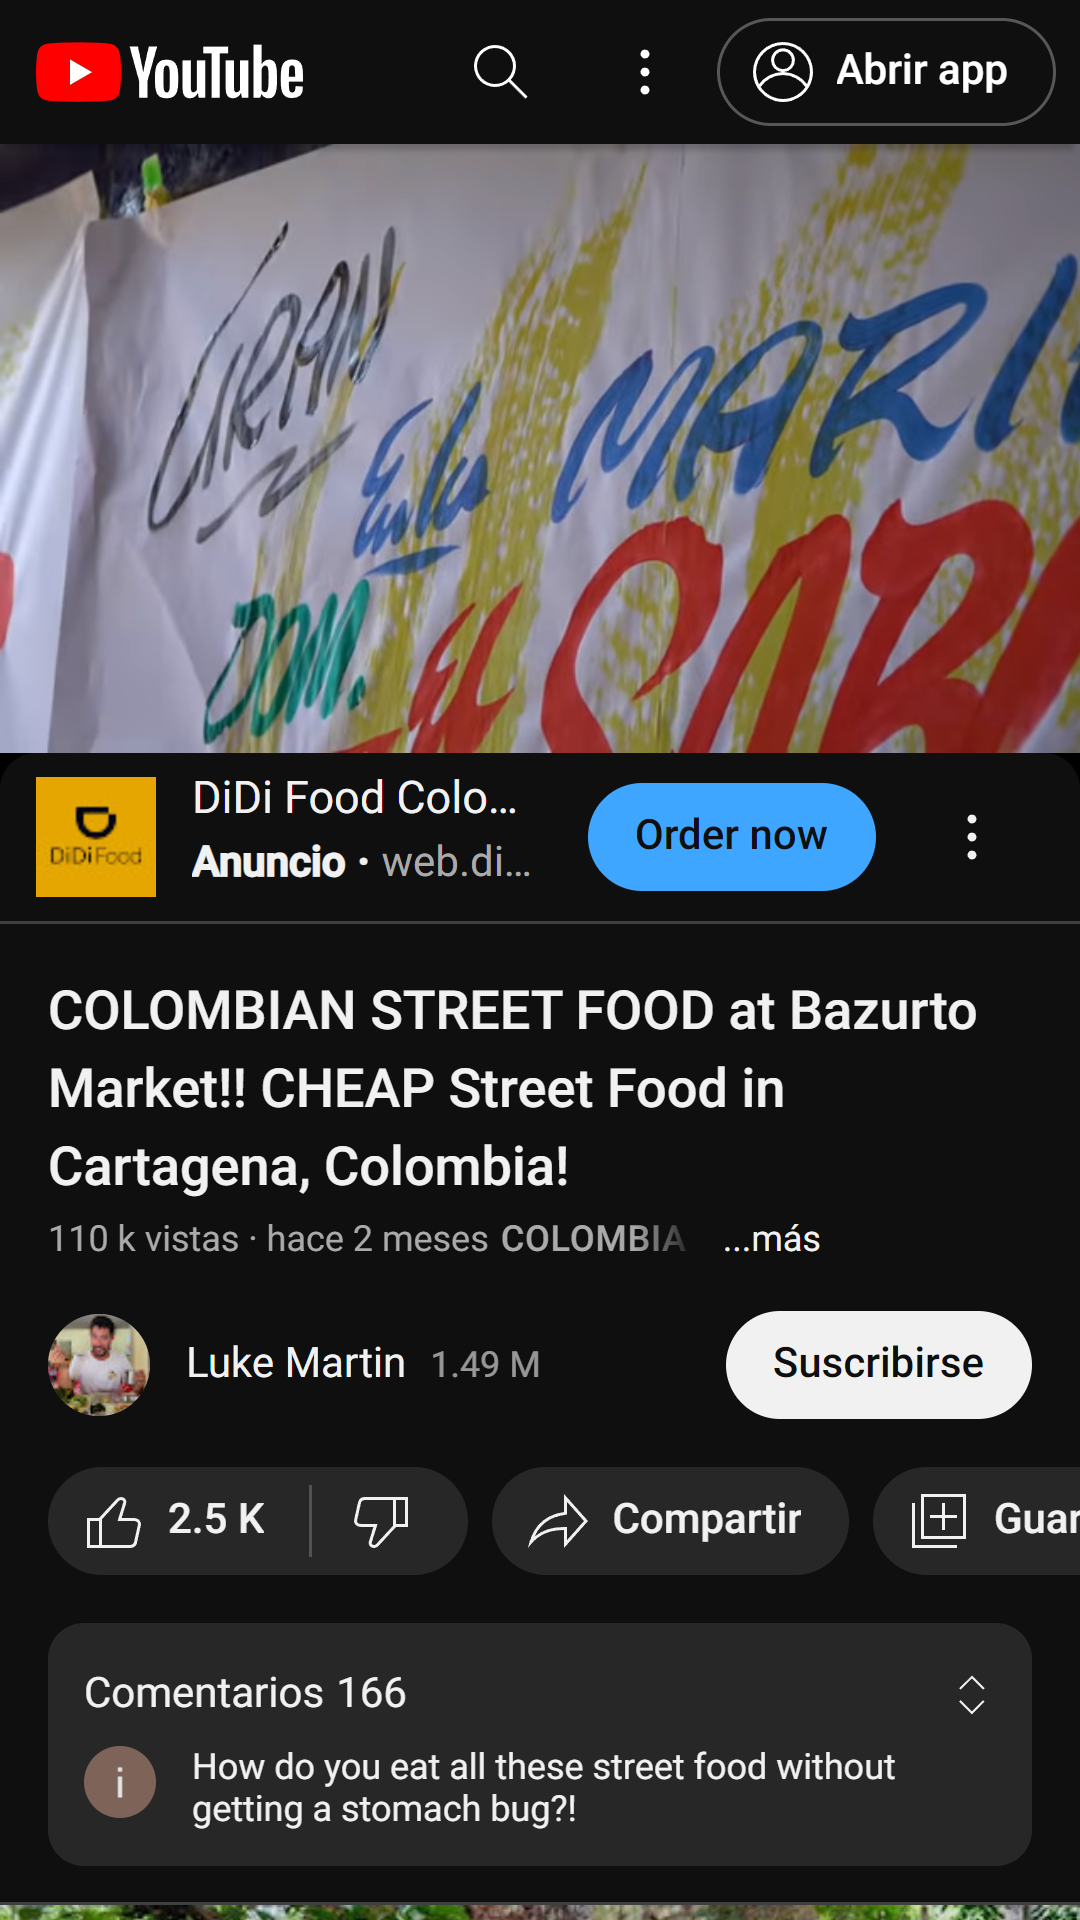 YouTube
Abrir app
GRAN
En la MARI
DOM. EL SABA
DiDi Food Colo...
DiDi Food
Anuncio • web.di...
Order now
COLOMBIAN STREET FOOD at Bazurto
Market!! CHEAP Street Food in
Cartagena, Colombia!
110 k vistas · hace 2 meses COLOMBIA ...más
Luke Martin 1.49 M
Suscribirse
2.5 K
Compartir
Guar
Comentarios 166
i
How do you eat all these street food without
getting a stomach bug?!